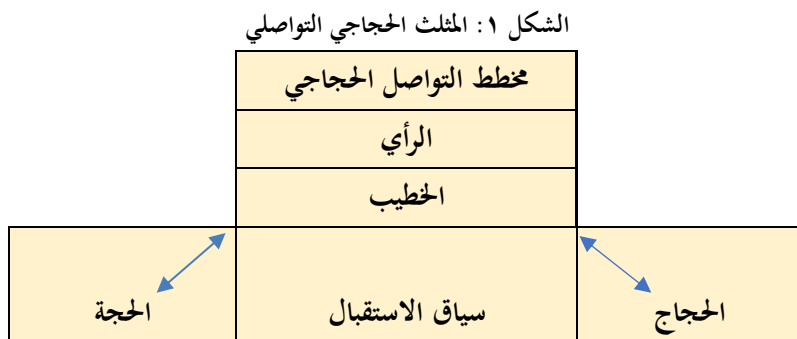 الشكل ١: المثلث الحجاجي التواصلي
مخطط التواصل الحجاجي
الرأي
الخطيب
الحجاج
سياق الاستقبال
الحجة